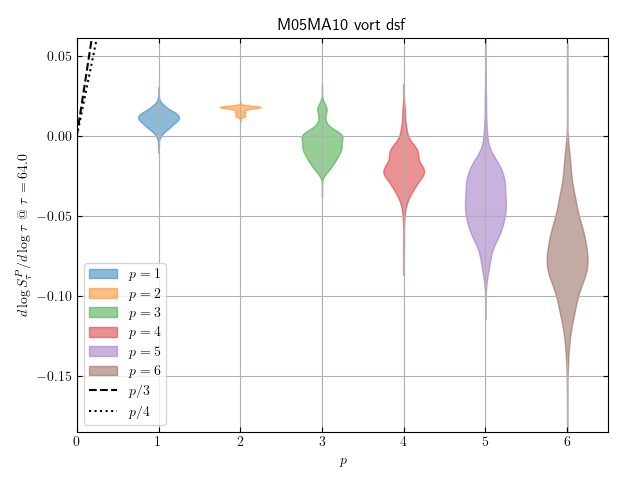 M05MA10 vort dsf
d log S_τ^P / d log τ @ τ = 64.0
0.05
0.00
−0.05
−0.10
−0.15
p = 1
p = 2
p = 3
p = 4
p = 5
p = 6
p/3
p/4
0 1 2 3 4 5 6
p